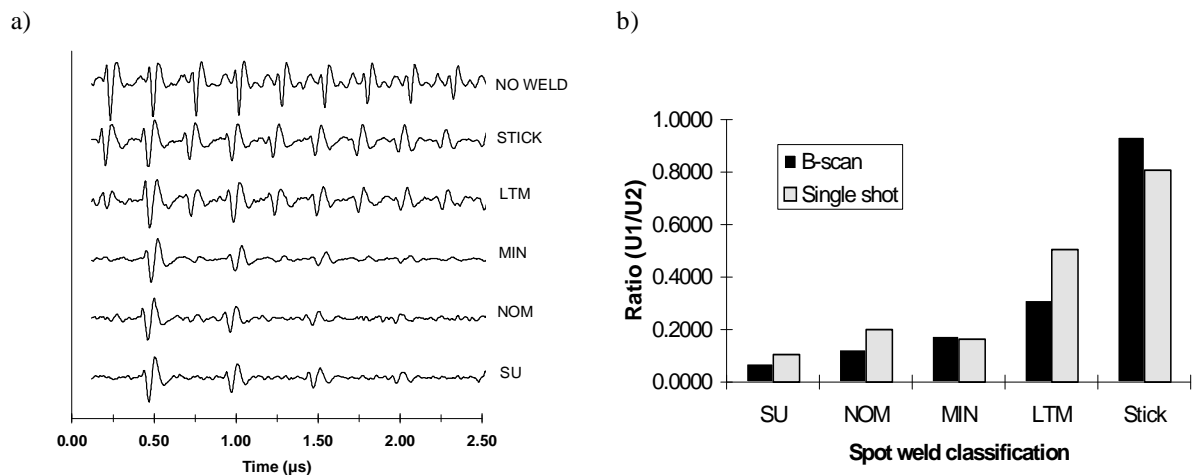 a)
NO WELD
STICK
LTM
MIN
NOM
SU
0.00 0.50 1.00 1.50 2.00 2.50
Time (µs)
b)
1.0000
0.8000
0.6000
0.4000
0.2000
0.0000
Ratio (U1/U2)
B-scan
Single shot
SU NOM MIN LTM Stick
Spot weld classification